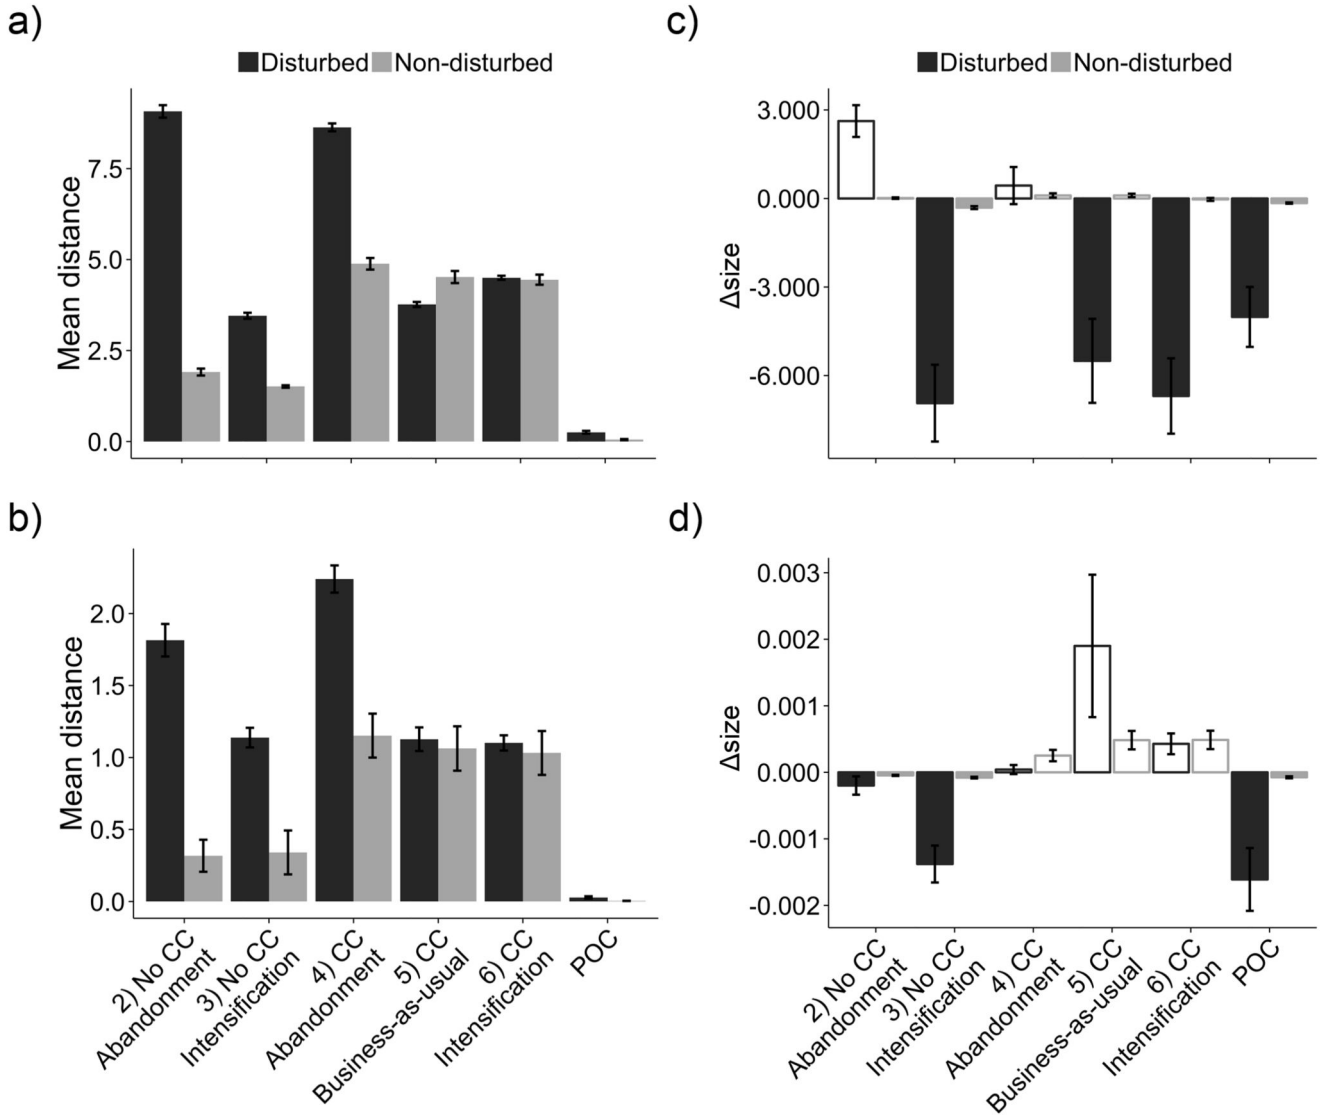 a)
Disturbed Non-disturbed
Mean distance
7.5
5.0
2.5
0.0
c)
Disturbed Non-disturbed
Δsize
3.000
0.000
-3.000
-6.000
b)
Mean distance
2.0
1.5
1.0
0.5
0.0
2) No CC
Abandonment
3) No CC
Intensification
4) CC
Abandonment
5) CC
Business-as-usual
6) CC
Intensification
POC
d)
Δsize
0.003
0.002
0.001
0.000
-0.001
-0.002
2) No CC
Abandonment
3) No CC
Intensification
4) CC
Abandonment
5) CC
Business-as-usual
6) CC
Intensification
POC